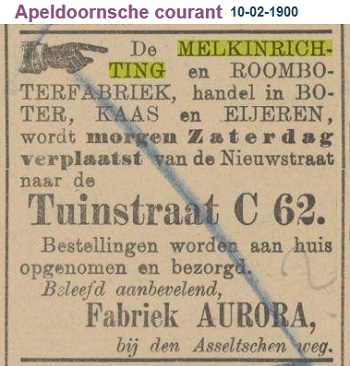 Apeldoornsche courant 10-02-1900
De MELKINRICH-
TING en ROOMBO-
TERFABRIEK, handel in BO-
TER, KAAS en EIJEREN,
wordt morgen Zaterdag
verplaatst van de Nieuwstraat
naar de
Tuinstraat C 62.
Bestellingen worden aan huis
opgenomen en bezorgd.
Beleefd aanbevelend,
Fabriek AURORA,
bij den Asseltschen weg.